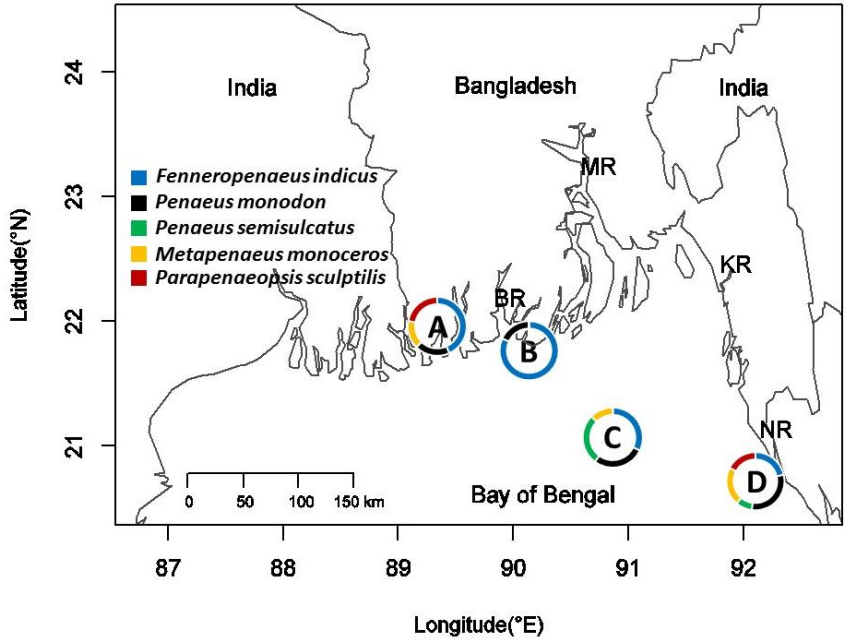 India
Bangladesh
India
MR
Fenneropenaeus indicus
Penaeus monodon
Penaeus semisulcatus
Metapenaeus monoceros
Parapenaeopsis sculptilis
KR
BR
A
B
C
NR
D
0 50 100 150 km
Bay of Bengal
24
23
22
21
Latitude(°N)
87 88 89 90 91 92
Longitude(°E)